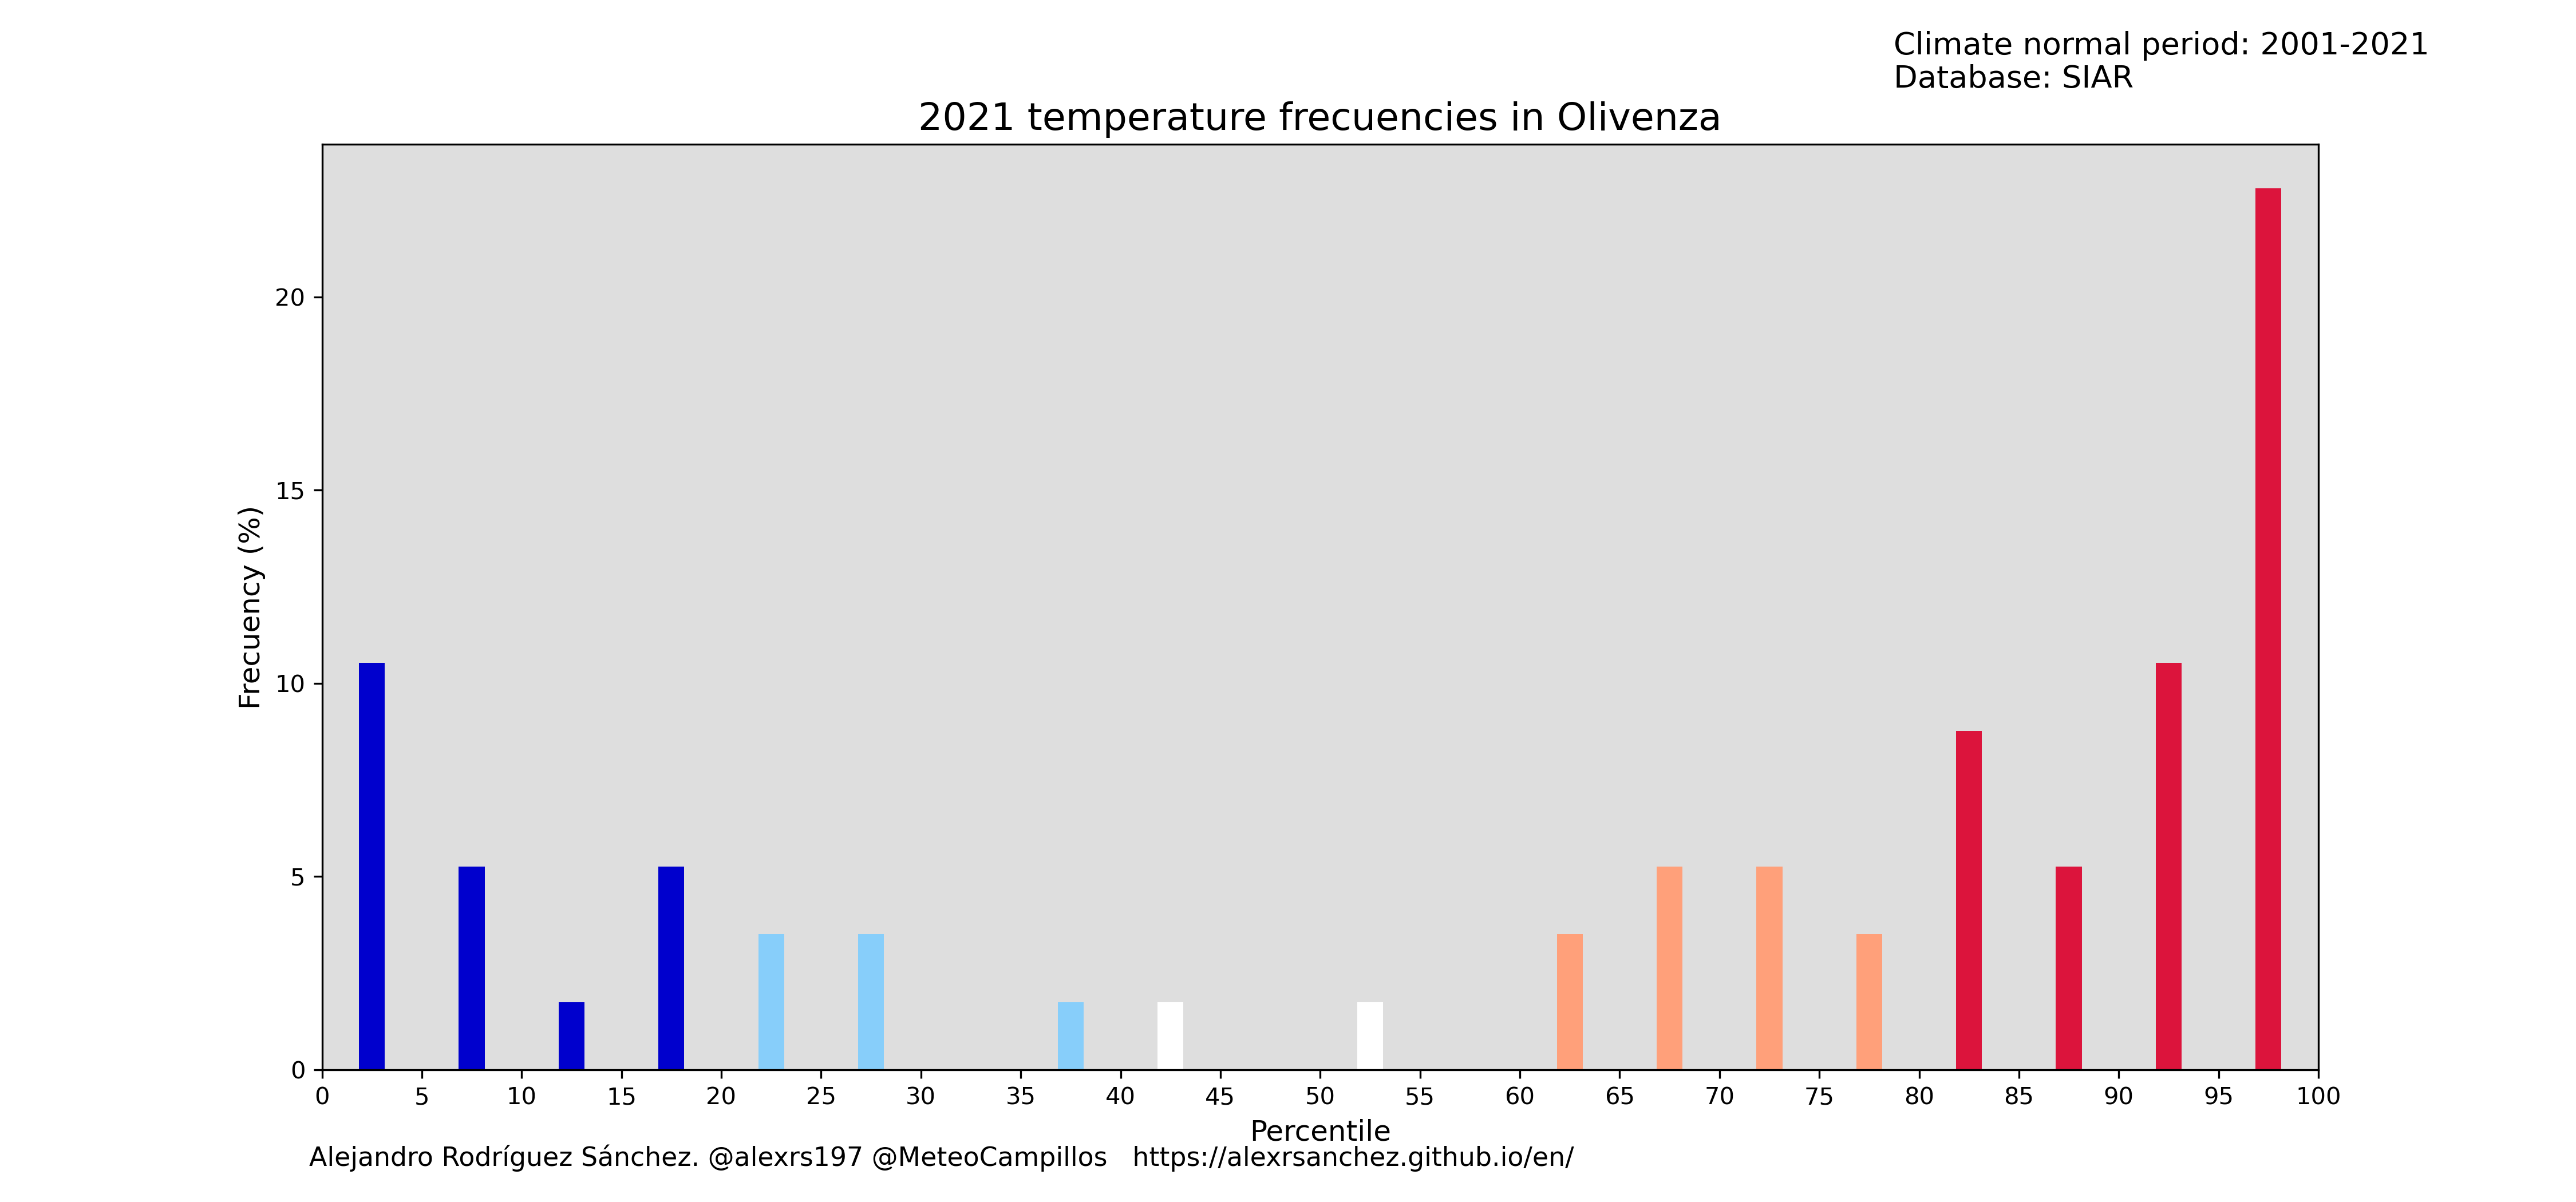 Climate normal period: 2001-2021
Database: SIAR
2021 temperature frecuencies in Olivenza
Frecuency (%)
20
15
10
5
0
0 5 10 15 20 25 30 35 40 45 50 55 60 65 70 75 80 85 90 95 100
Percentile
Alejandro Rodríguez Sánchez. @alexrs197 @MeteoCampillos https://alexrsanchez.github.io/en/